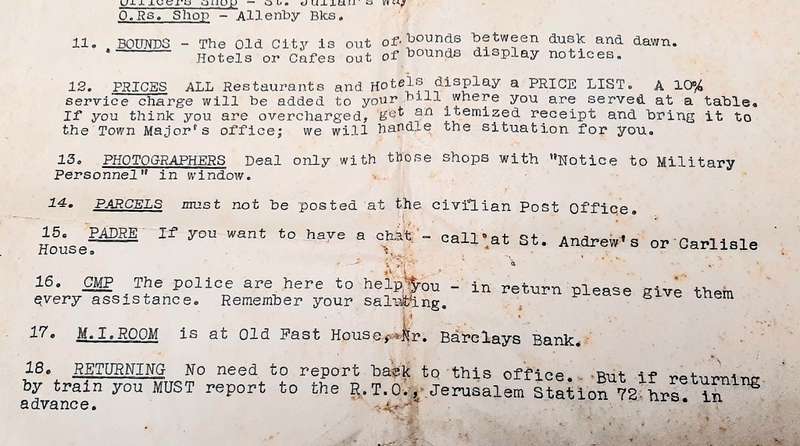 Officers Shop - St. Julian's Way
O.Rs. Shop - Allenby Bks.
11. BOUNDS - The Old City is out of bounds between dusk and dawn.
Hotels or Cafes out of bounds display notices.
12. PRICES ALL Restaurants and Hotels display a PRICE LIST. A 10%
service charge will be added to your bill where you are served at a table.
If you think you are overcharged, get an itemized receipt and bring it to
the Town Major's office; we will handle the situation for you.
13. PHOTOGRAPHERS Deal only with those shops with "Notice to Military
Personnel" in window.
14. PARCELS must not be posted at the civilian Post Office.
15. PADRE If you want to have a chat - call at St. Andrew's or Carlisle
House.
16. CMP The police are here to help you - in return please give them
every assistance. Remember your saluting.
17. M.I.ROOM is at Old Fast House, Nr. Barclays Bank.
18. RETURNING No need to report back to this office. But if returning
by train you MUST report to the R.T.O., Jerusalem Station 72 hrs. in
advance.